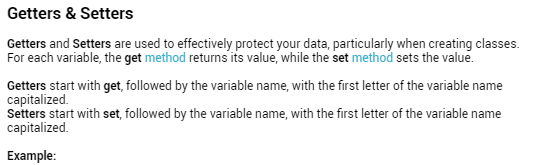 Getters & Setters
Getters and Setters are used to effectively protect your data, particularly when creating classes.
For each variable, the get method returns its value, while the set method sets the value.
Getters start with get, followed by the variable name, with the first letter of the variable name
capitalized.
Setters start with set, followed by the variable name, with the first letter of the variable name
capitalized.
Example: